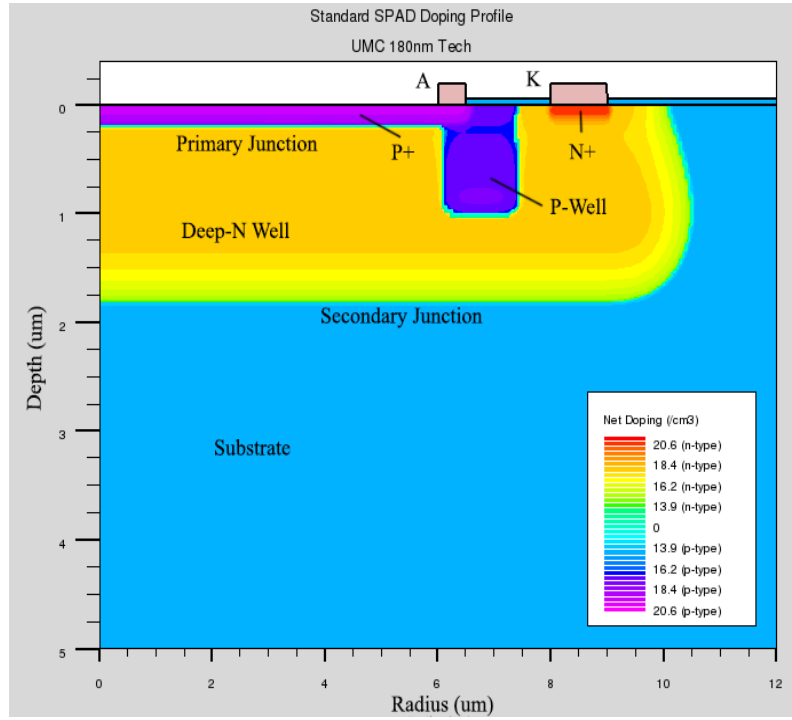 Standard SPAD Doping Profile
UMC 180nm Tech
A
K
0
Primary Junction
P+
N+
P-Well
1
Deep-N Well
2
Secondary Junction
Depth (um)
3
Substrate
4
5
Net Doping (/cm3)
20.6 (n-type)
18.4 (n-type)
16.2 (n-type)
13.9 (n-type)
0
13.9 (p-type)
16.2 (p-type)
18.4 (p-type)
20.6 (p-type)
0 2 4 6 8 10 12
Radius (um)